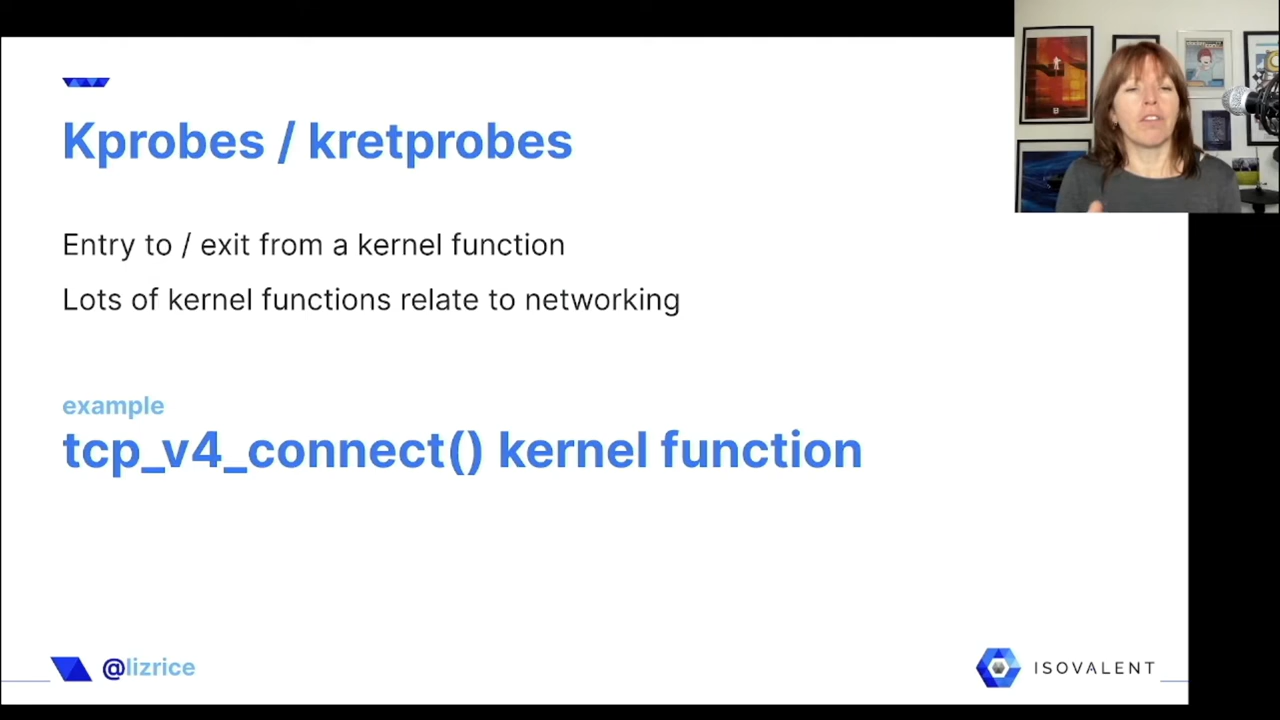 Kprobes / kretprobes
Entry to / exit from a kernel function
Lots of kernel functions relate to networking
example
tcp_v4_connect() kernel function
@lizrice
ISOVALENT